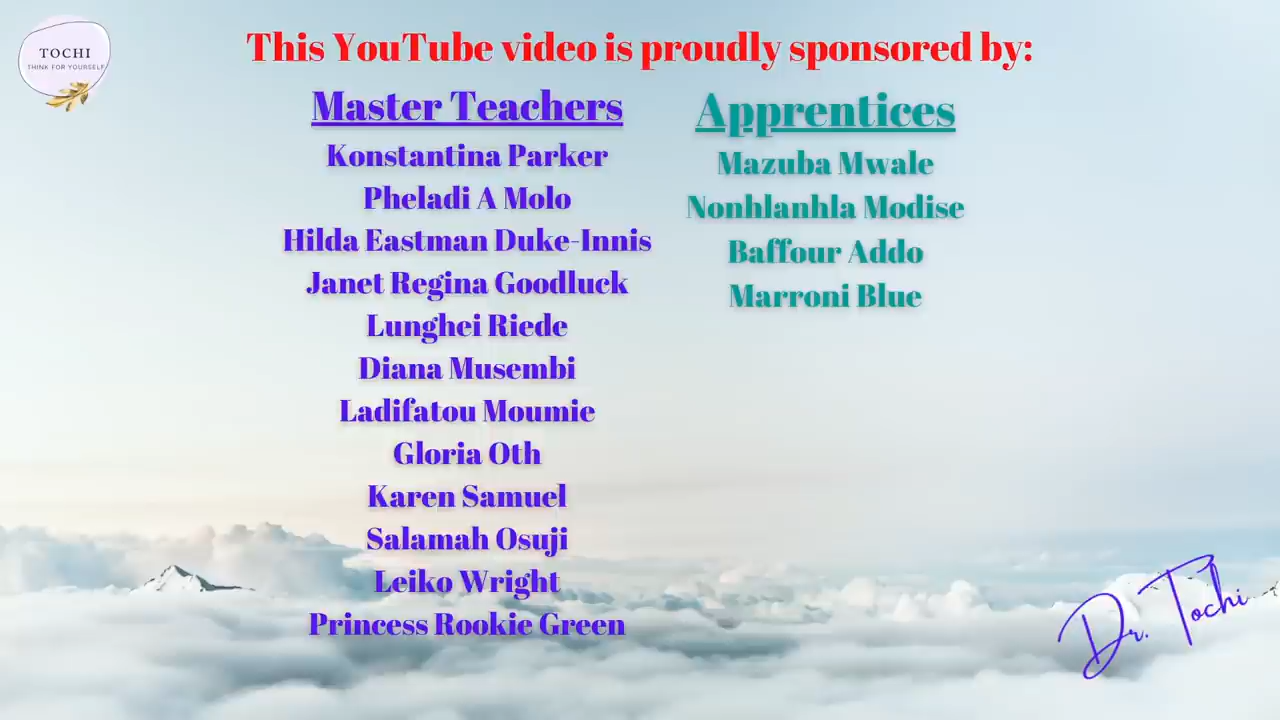 TOCHI
THINK FOR YOURSELF
This YouTube video is proudly sponsored by:
Master Teachers
Konstantina Parker
Pheladi A Molo
Hilda Eastman Duke-Innis
Janet Regina Goodluck
Lunghei Riede
Diana Musembi
Ladifatou Moumie
Gloria Oth
Karen Samuel
Salamah Osuji
Leiko Wright
Princess Rookie Green
Apprentices
Mazuba Mwale
Nonhlanhla Modise
Baffour Addo
Marroni Blue
Dr. Tochi